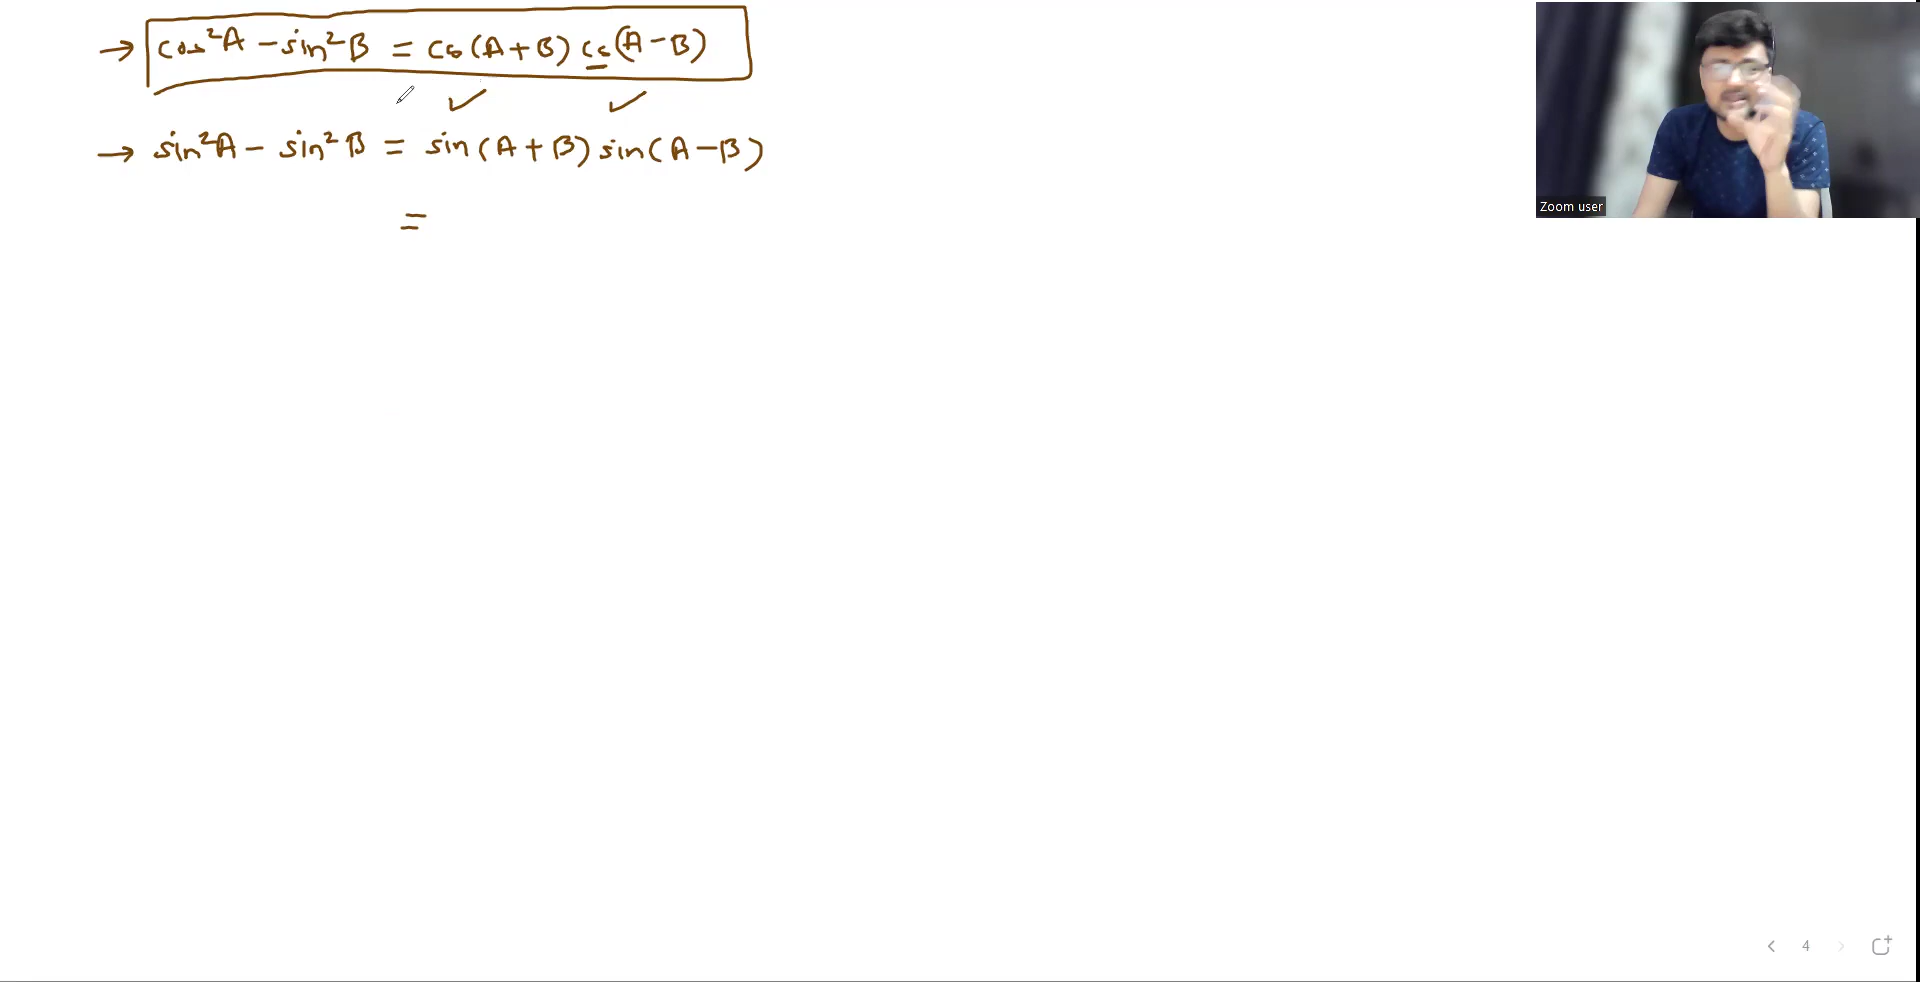 → cos²A - sin²B = cos(A+B) cos(A-B)
→ sin²A - sin²B = sin(A+B) sin(A-B)
=
Zoom user
4